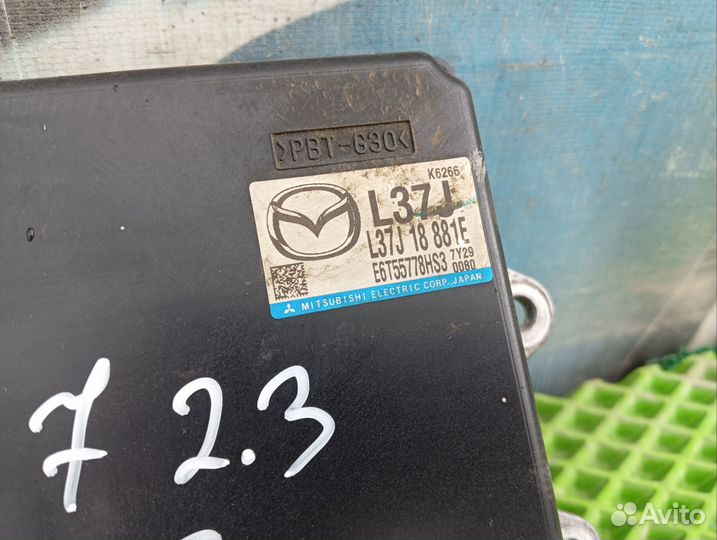 >PBT-G30<
K6266
L37J
L37J 18 881E
E6T55778HS3 7Y29
0080
MITSUBISHI ELECTRIC CORP.,JAPAN
7 2.3
Avito